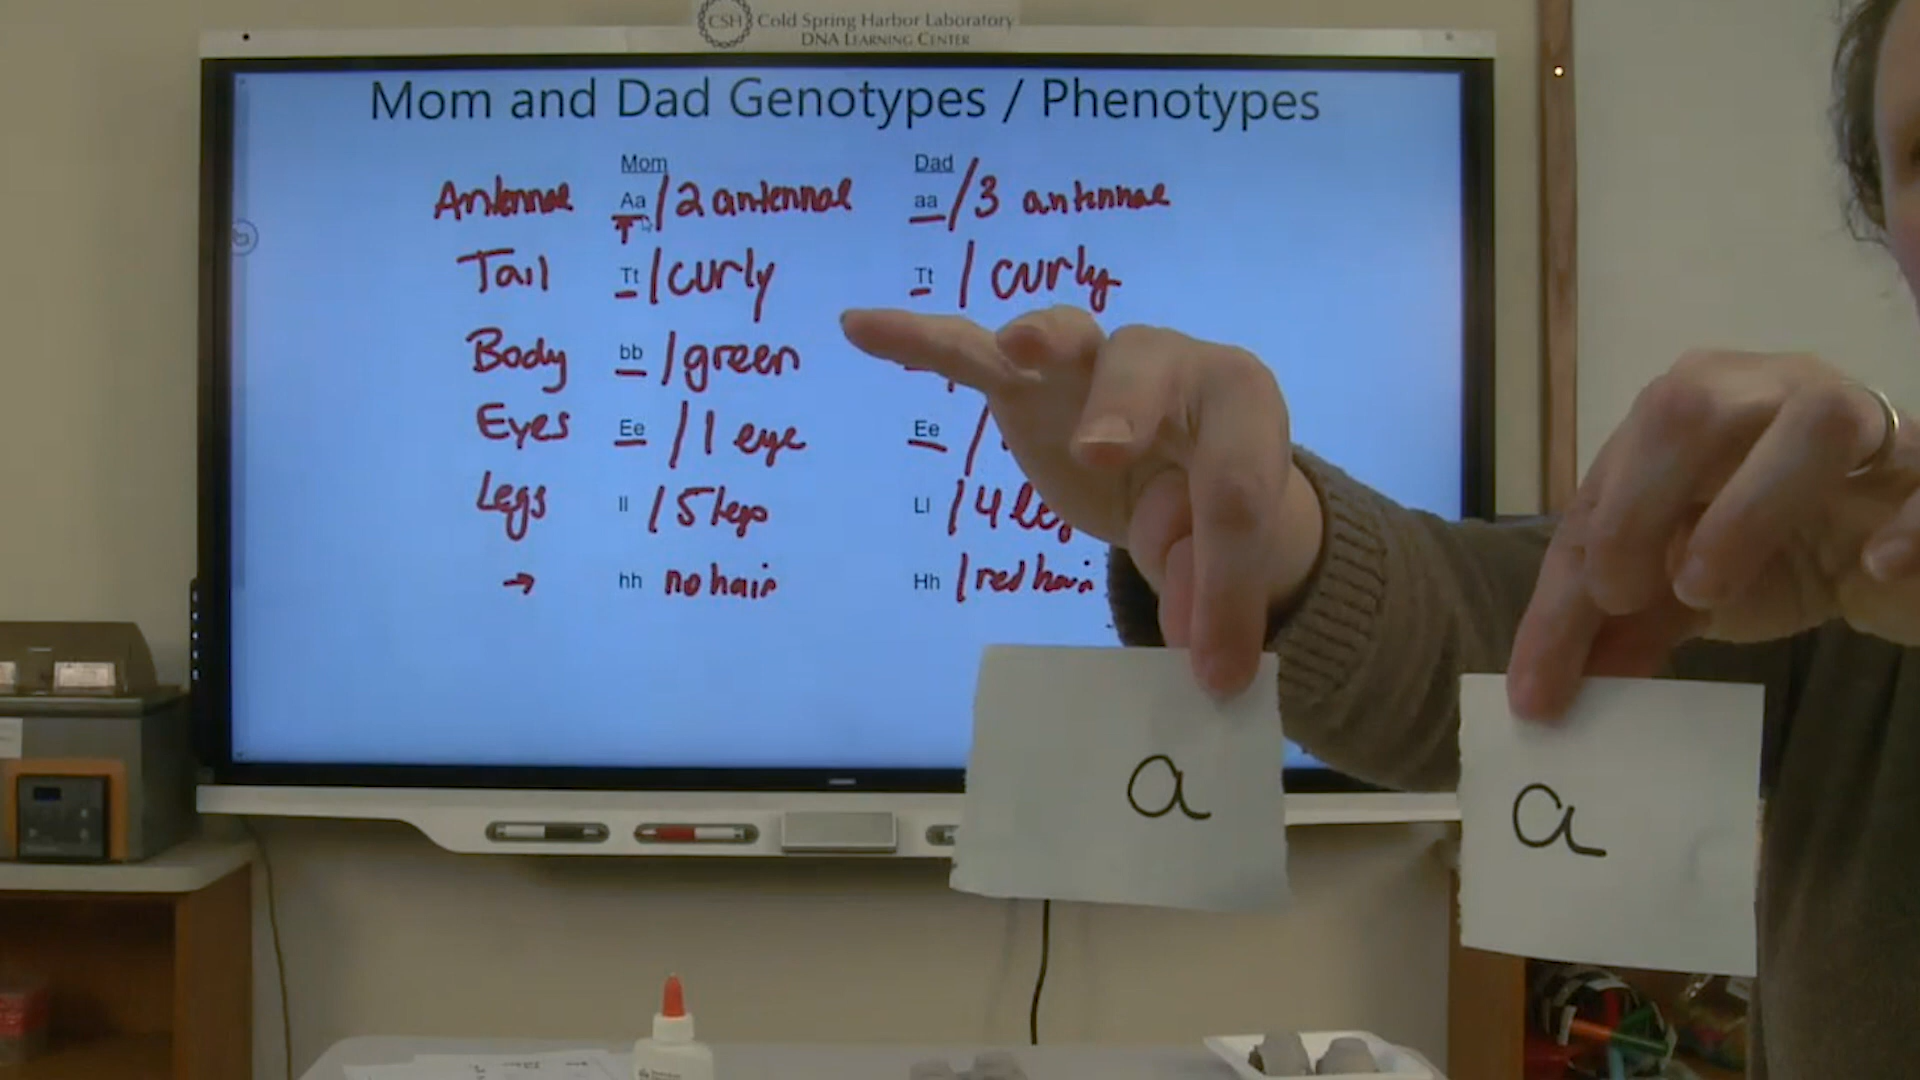 CSH Cold Spring Harbor Laboratory
DNA LEARNING CENTER
Mom and Dad Genotypes / Phenotypes
Mom Dad
Antennae Aa / 2 antennae aa / 3 antennae
Tail Tt / curly Tt / curly
Body bb / green
Eyes Ee / 1 eye Ee /
Legs ll / 5 legs Ll / 4
→ hh no hair Hh / red hair
a a